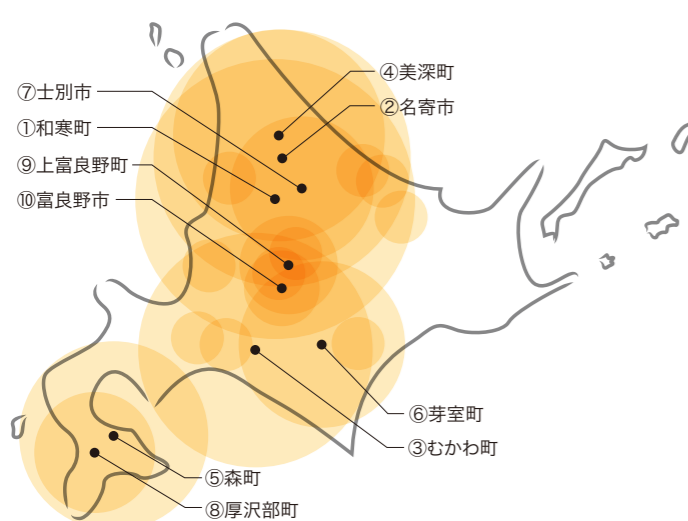 ④美深町
⑦士別市
②名寄市
①和寒町
⑨上富良野町
⑩富良野市
⑥芽室町
③むかわ町
⑤森町
⑧厚沢部町